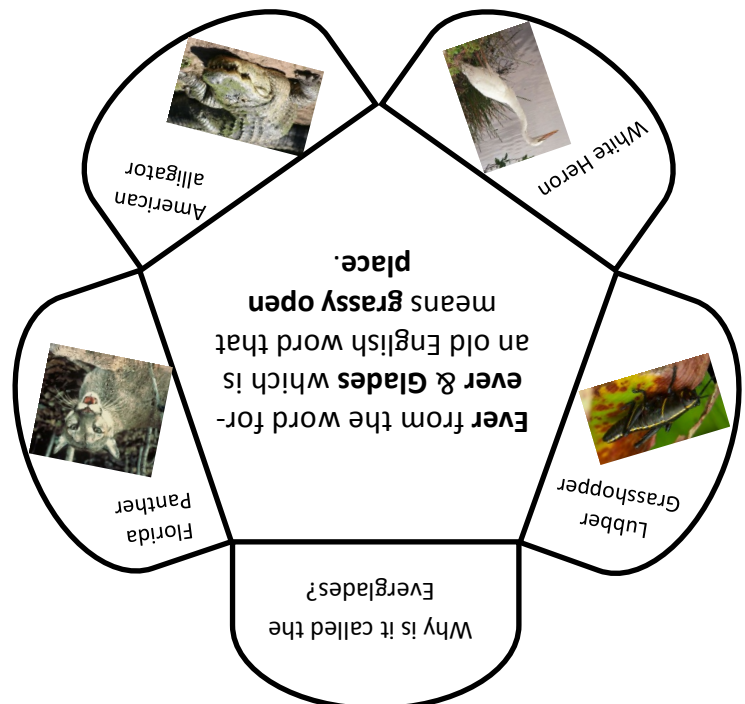 Why is it called the
Everglades?
Ever from the word for-
ever & Glades which is
an old English word that
means grassy open
place.
Lubber
Grasshopper
Florida
Panther
White Heron
American
alligator